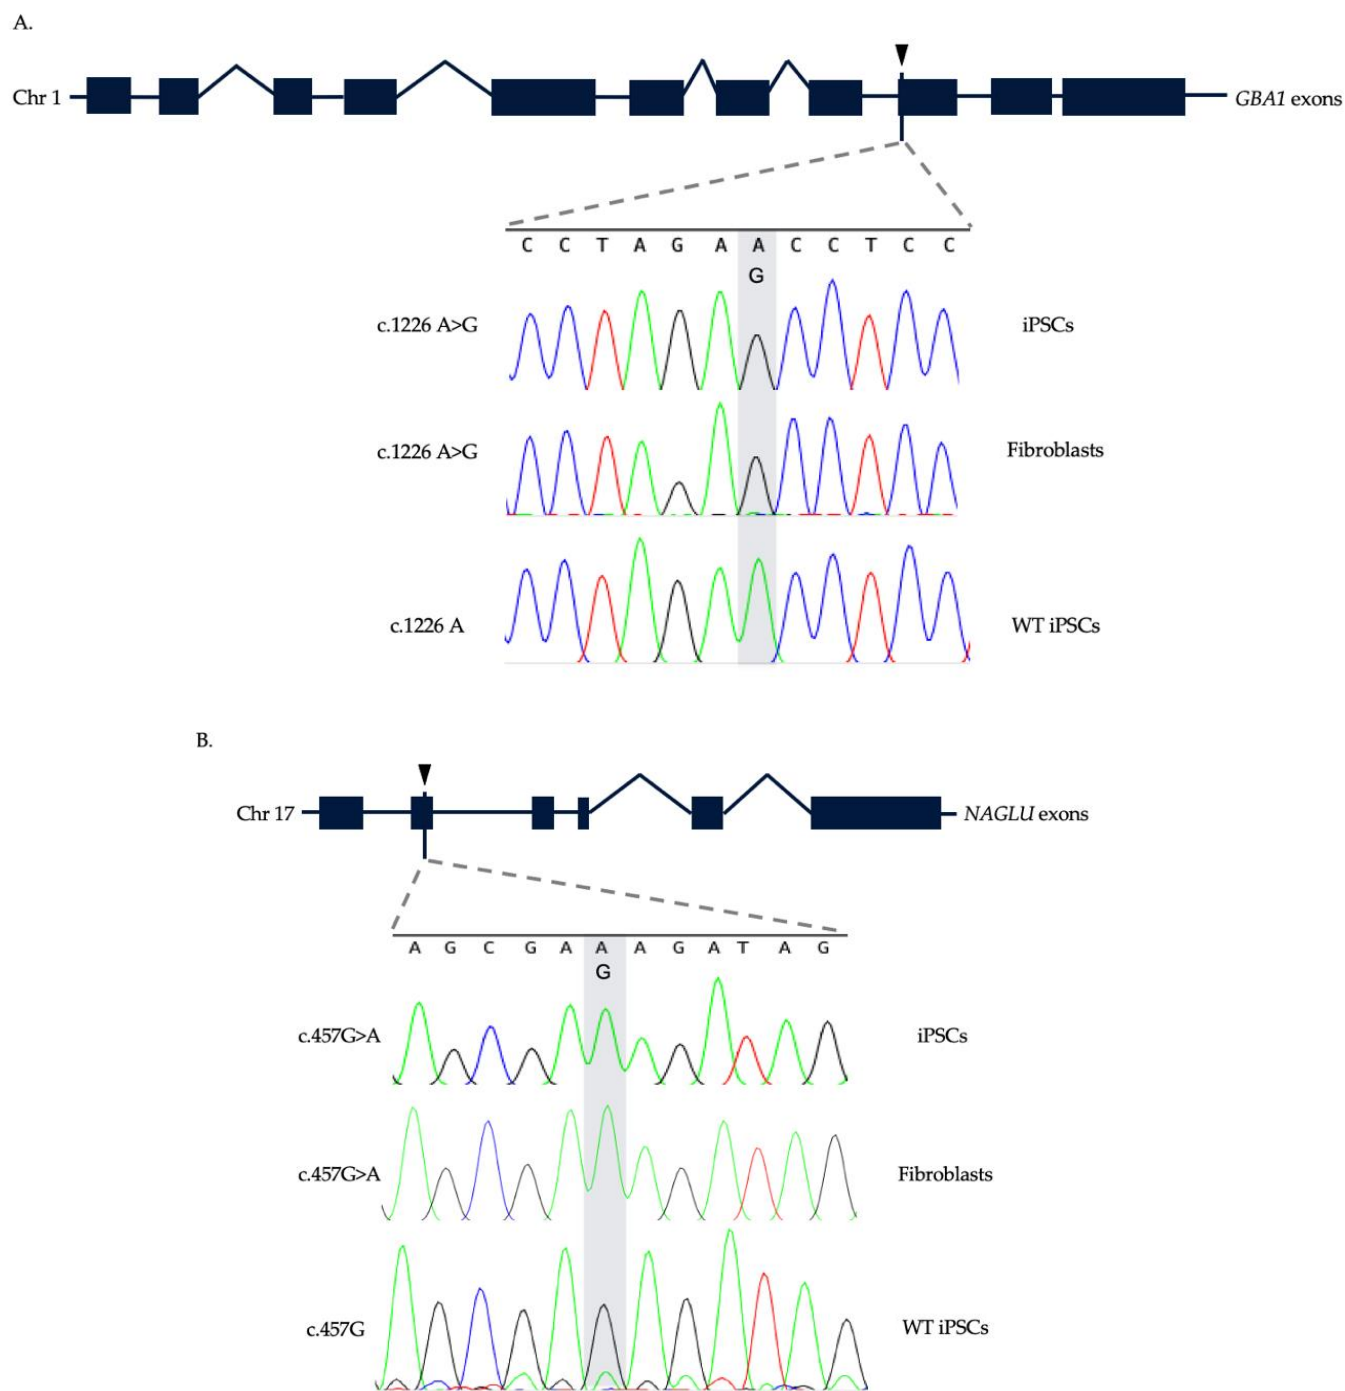 A.
Chr 1 GBA1 exons
C C T A G A A C C T C C
G
c.1226 A>G iPSCs
c.1226 A>G Fibroblasts
c.1226 A WT iPSCs
B.
Chr 17 NAGLU exons
A G C G A A A G A T A G
G
c.457G>A iPSCs
c.457G>A Fibroblasts
c.457G WT iPSCs